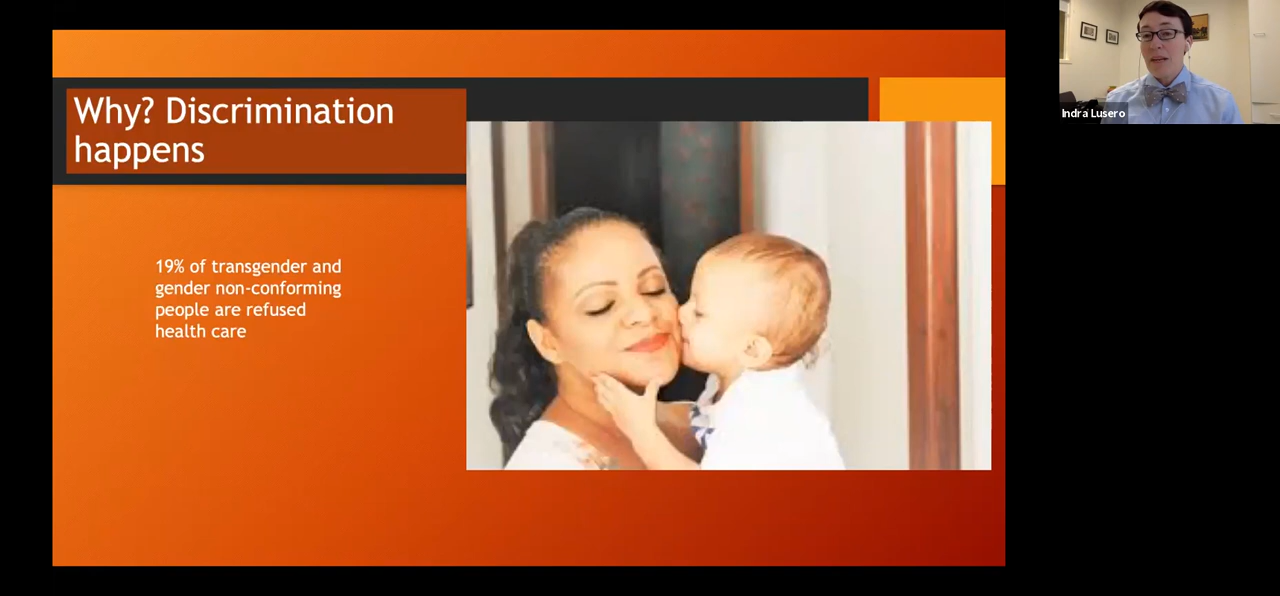 Why? Discrimination
happens
19% of transgender and
gender non-conforming
people are refused
health care
Indra Lusero